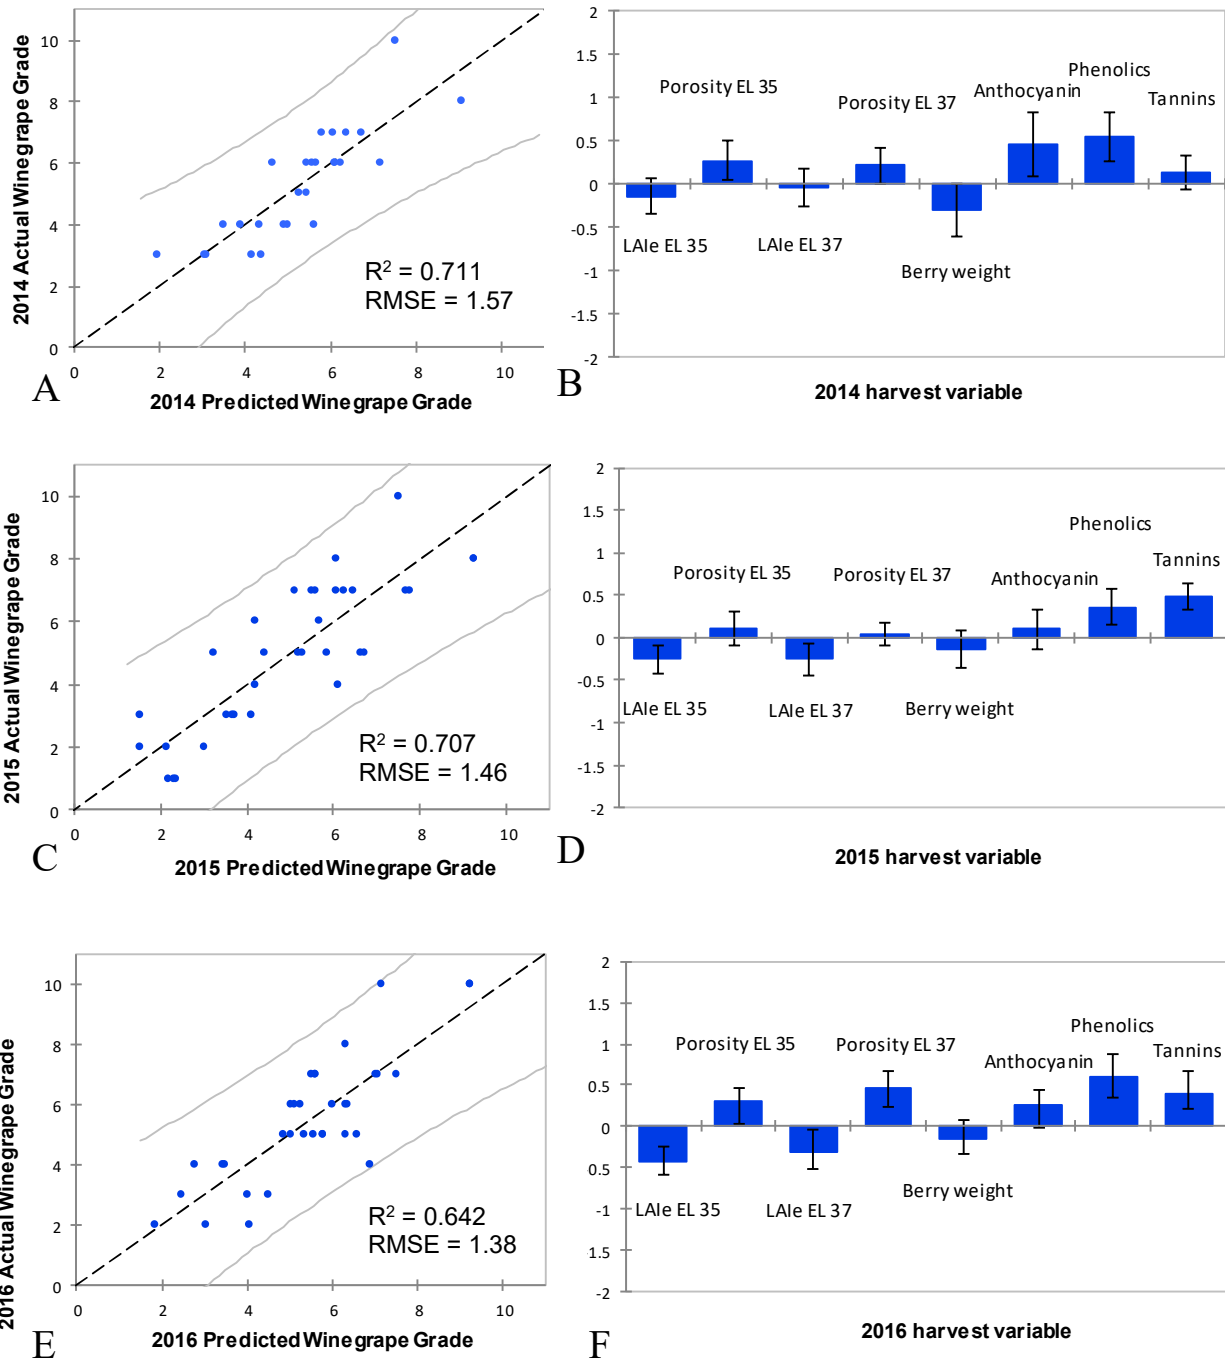 2014 Actual Winegrape Grade
10
8
6
4
2
0
0 2 4 6 8 10
R² = 0.711
RMSE = 1.57
A
2014 Predicted Winegrape Grade
2
1.5
1
0.5
0
-0.5
-1
-1.5
-2
Porosity EL 35
Porosity EL 37
Anthocyanin
Phenolics
Tannins
LAIe EL 35
LAIe EL 37
Berry weight
B
2014 harvest variable
2015 Actual Winegrape Grade
10
8
6
4
2
0
0 2 4 6 8 10
R² = 0.707
RMSE = 1.46
C
2015 Predicted Winegrape Grade
2
1.5
1
0.5
0
-0.5
-1
-1.5
-2
Porosity EL 35
Porosity EL 37
Anthocyanin
Phenolics
Tannins
LAIe EL 35
LAIe EL 37
Berry weight
D
2015 harvest variable
2016 Actual Winegrape Grade
10
8
6
4
2
0
0 2 4 6 8 10
R² = 0.642
RMSE = 1.38
E
2016 Predicted Winegrape Grade
2
1.5
1
0.5
0
0.5
-1
1.5
-2
Porosity EL 35
Porosity EL 37
Anthocyanin
Phenolics
Tannins
LAIe EL 35
LAIe EL 37
Berry weight
F
2016 harvest variable